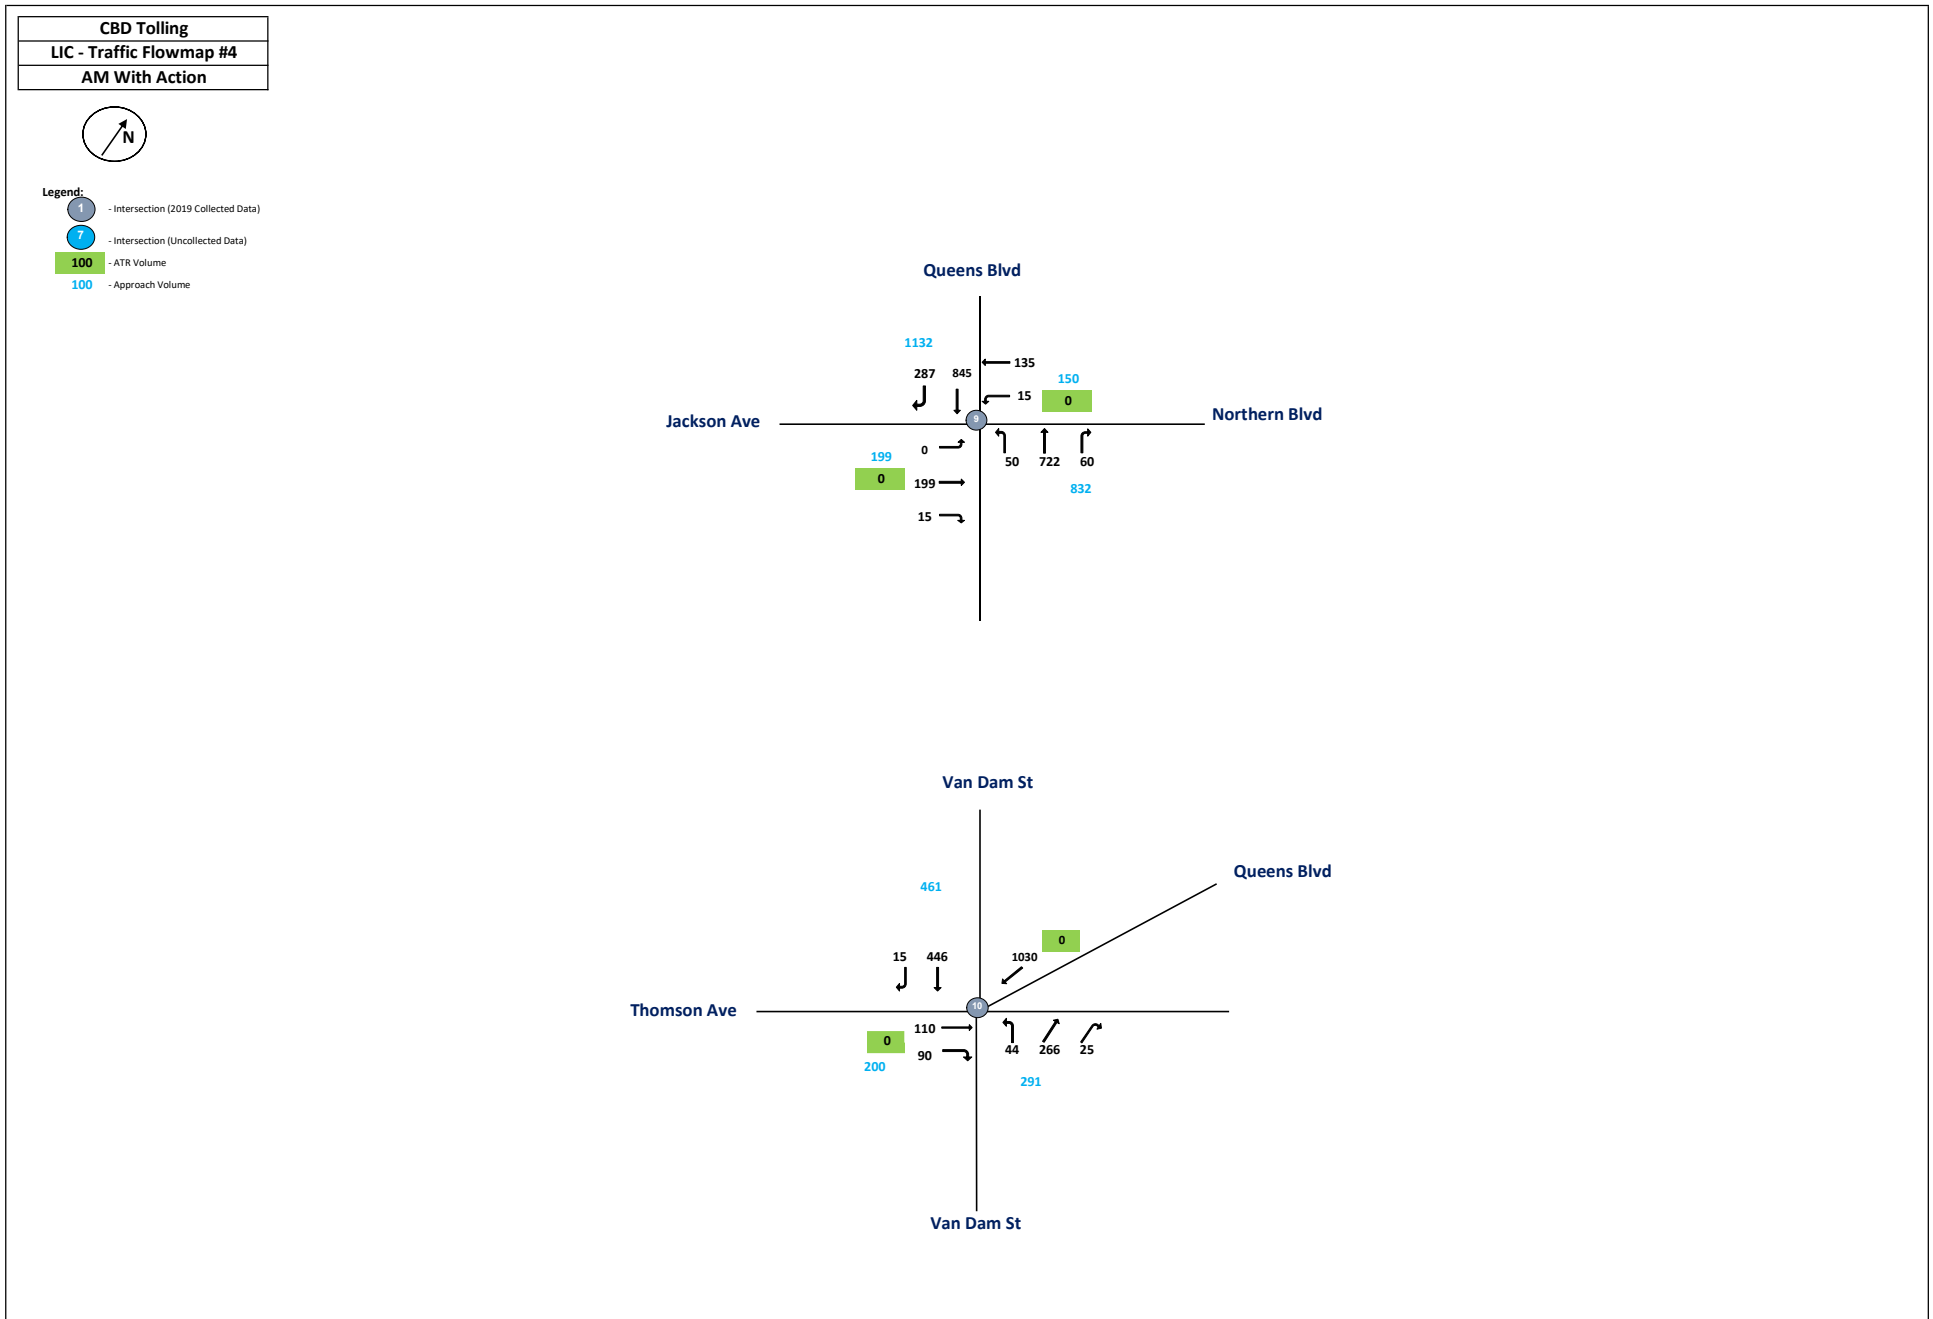 CBD Tolling
LIC - Traffic Flowmap #4
AM With Action
N
Legend:
1 - Intersection (2019 Collected Data)
7 - Intersection (Uncollected Data)
100 - ATR Volume
100 - Approach Volume
Queens Blvd
1132
135
287 845
150
15
0
Jackson Ave
9
Northern Blvd
0
199
50 722 60
0
199
832
15
Van Dam St
Queens Blvd
461
0
15 446 1030
Thomson Ave
10
110
0
44 266 25
90
200
291
Van Dam St